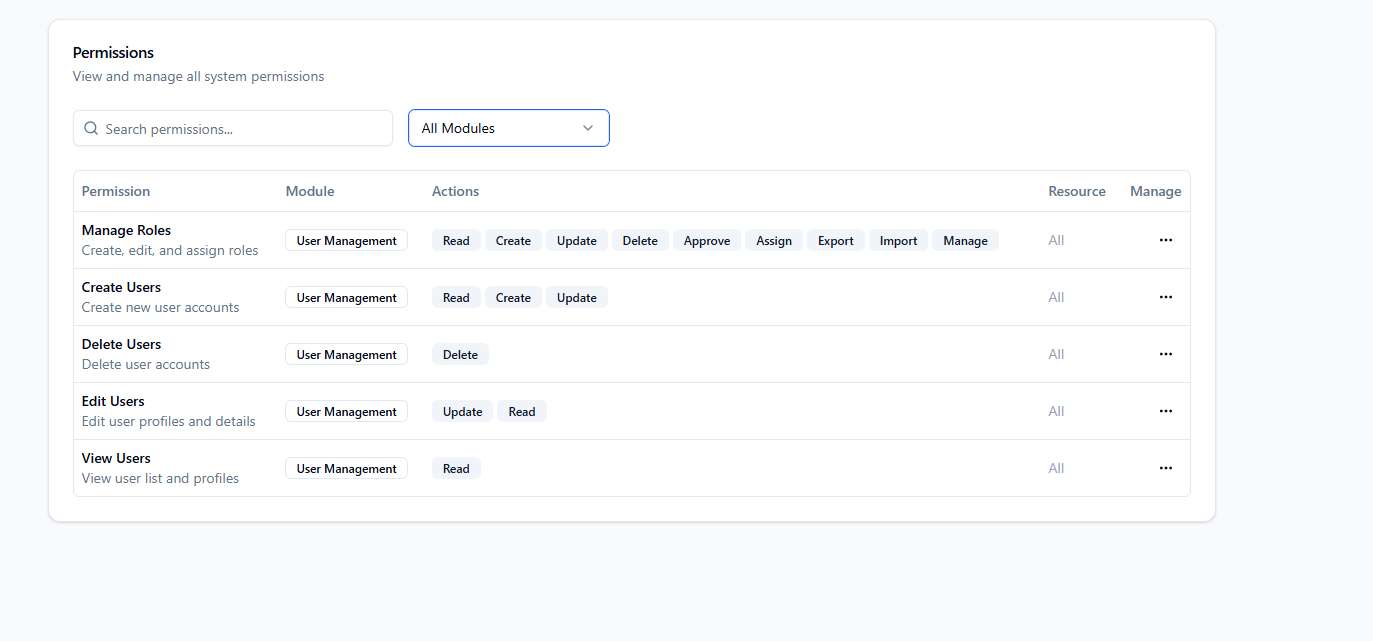 Permissions
View and manage all system permissions
Search permissions...
All Modules
Permission Module Actions Resource Manage
Manage Roles
Create, edit, and assign roles
User Management Read Create Update Delete Approve Assign Export Import Manage All
Create Users
Create new user accounts
User Management Read Create Update All
Delete Users
Delete user accounts
User Management Delete All
Edit Users
Edit user profiles and details
User Management Update Read All
View Users
View user list and profiles
User Management Read All